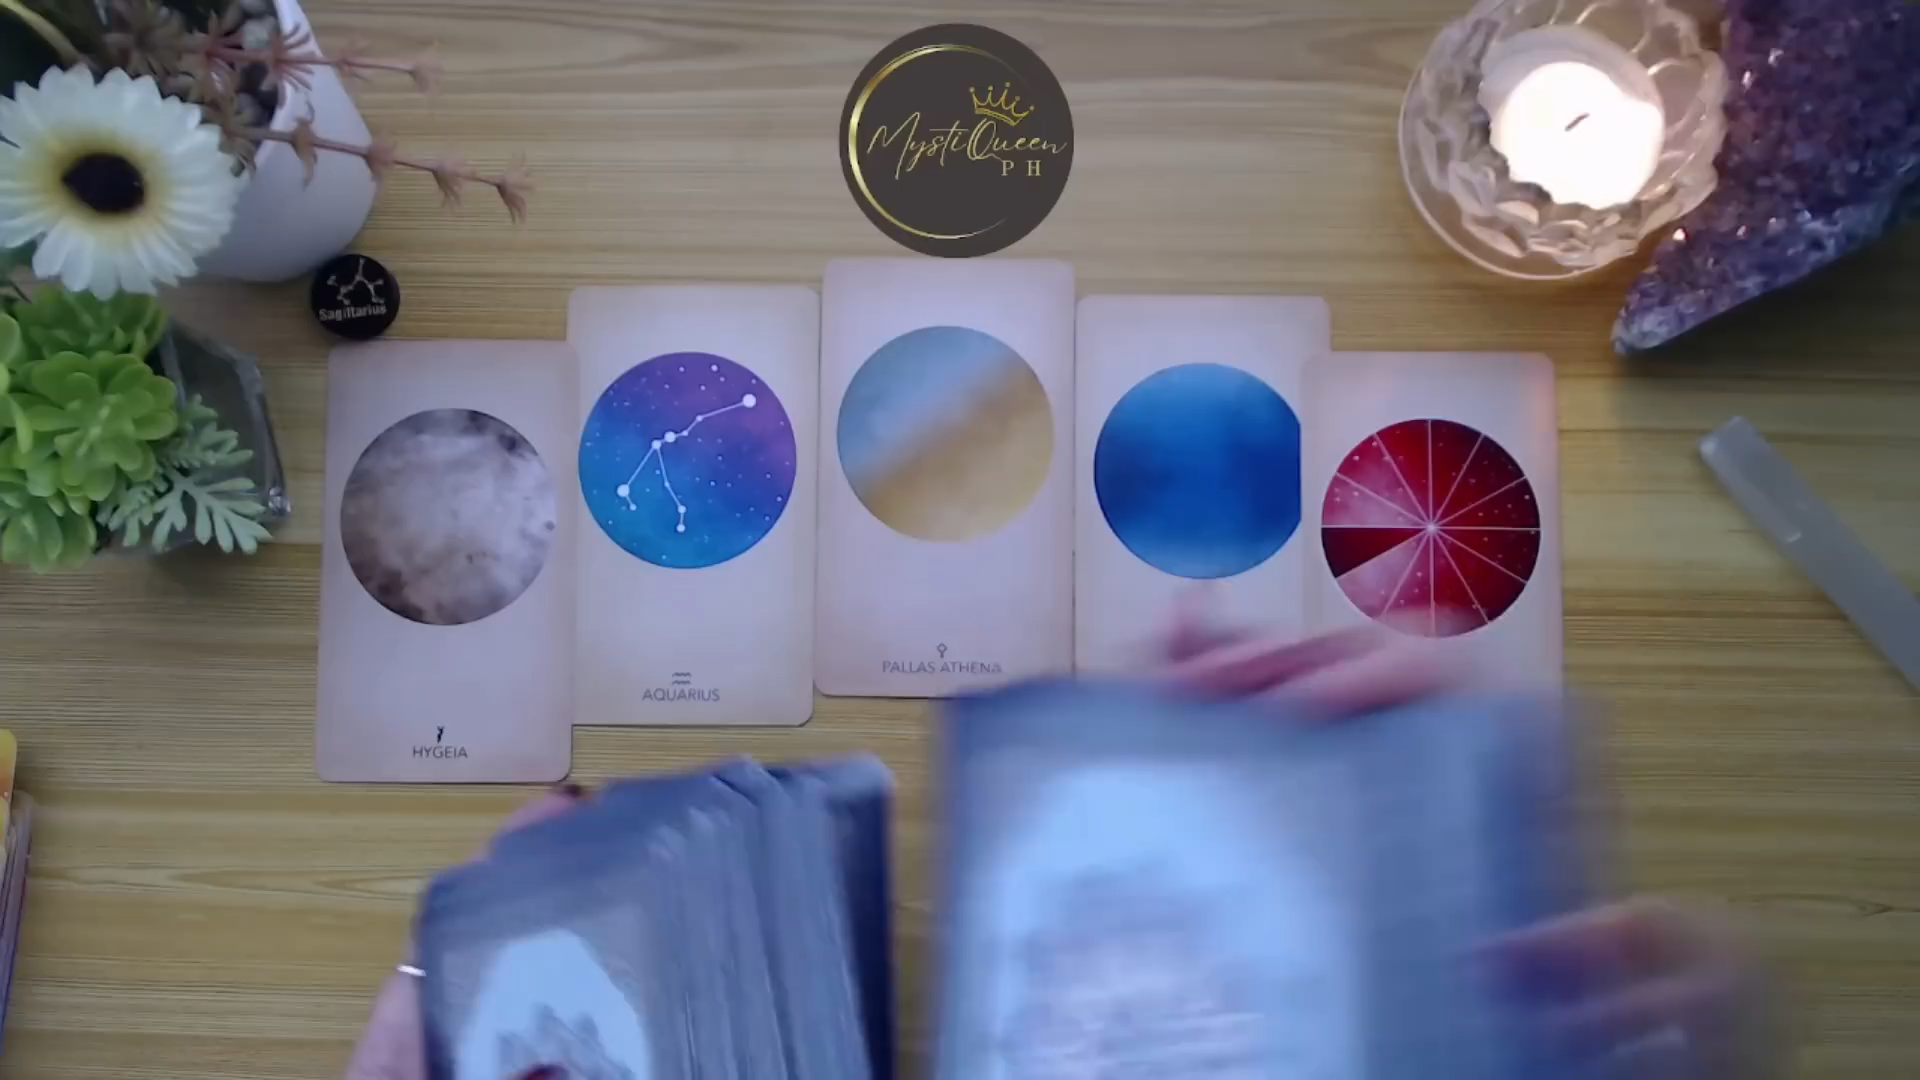 MystiQueen
PH
Sagittarius
HYGEIA
AQUARIUS
PALLAS ATHENA